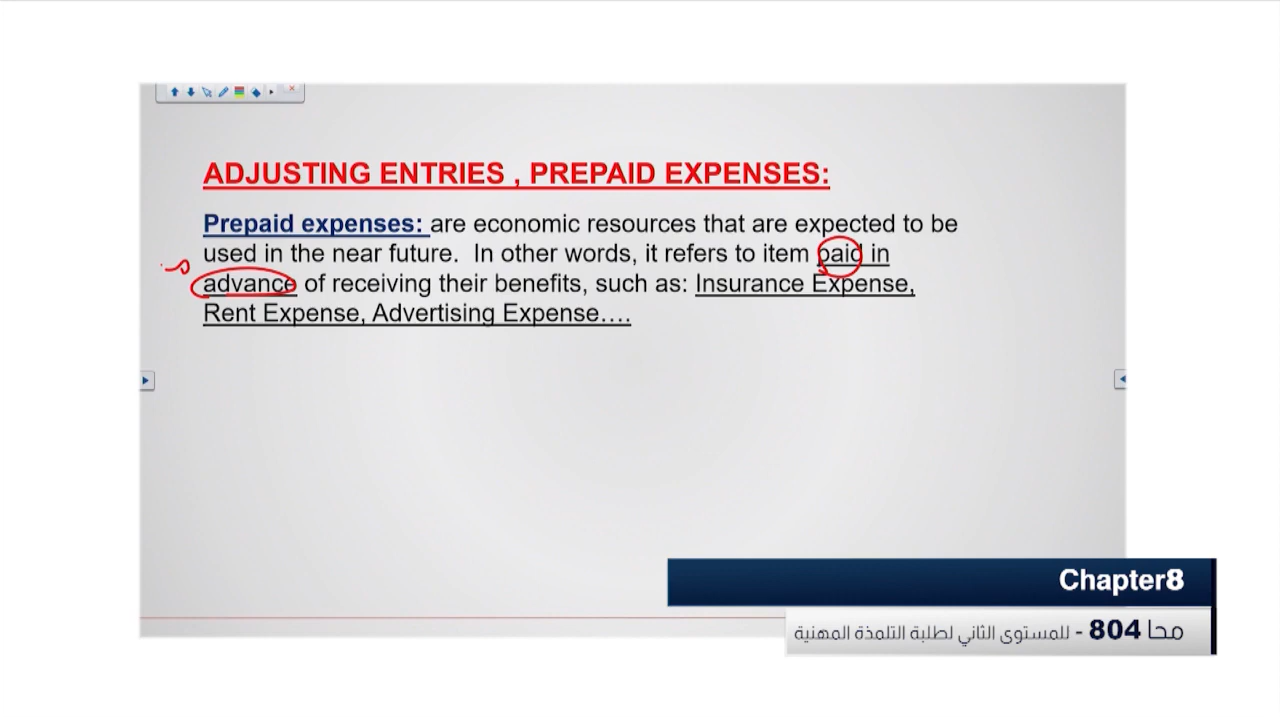 ADJUSTING ENTRIES , PREPAID EXPENSES:
Prepaid expenses: are economic resources that are expected to be
used in the near future. In other words, it refers to item paid in
advance of receiving their benefits, such as: Insurance Expense,
Rent Expense, Advertising Expense....
Chapter8
محا 804 - للمستوى الثاني لطلبة التلمذة المهنية